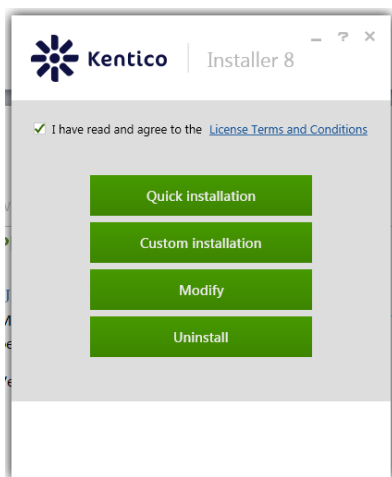 Kentico Installer 8
I have read and agree to the License Terms and Conditions
Quick installation
Custom installation
Modify
Uninstall